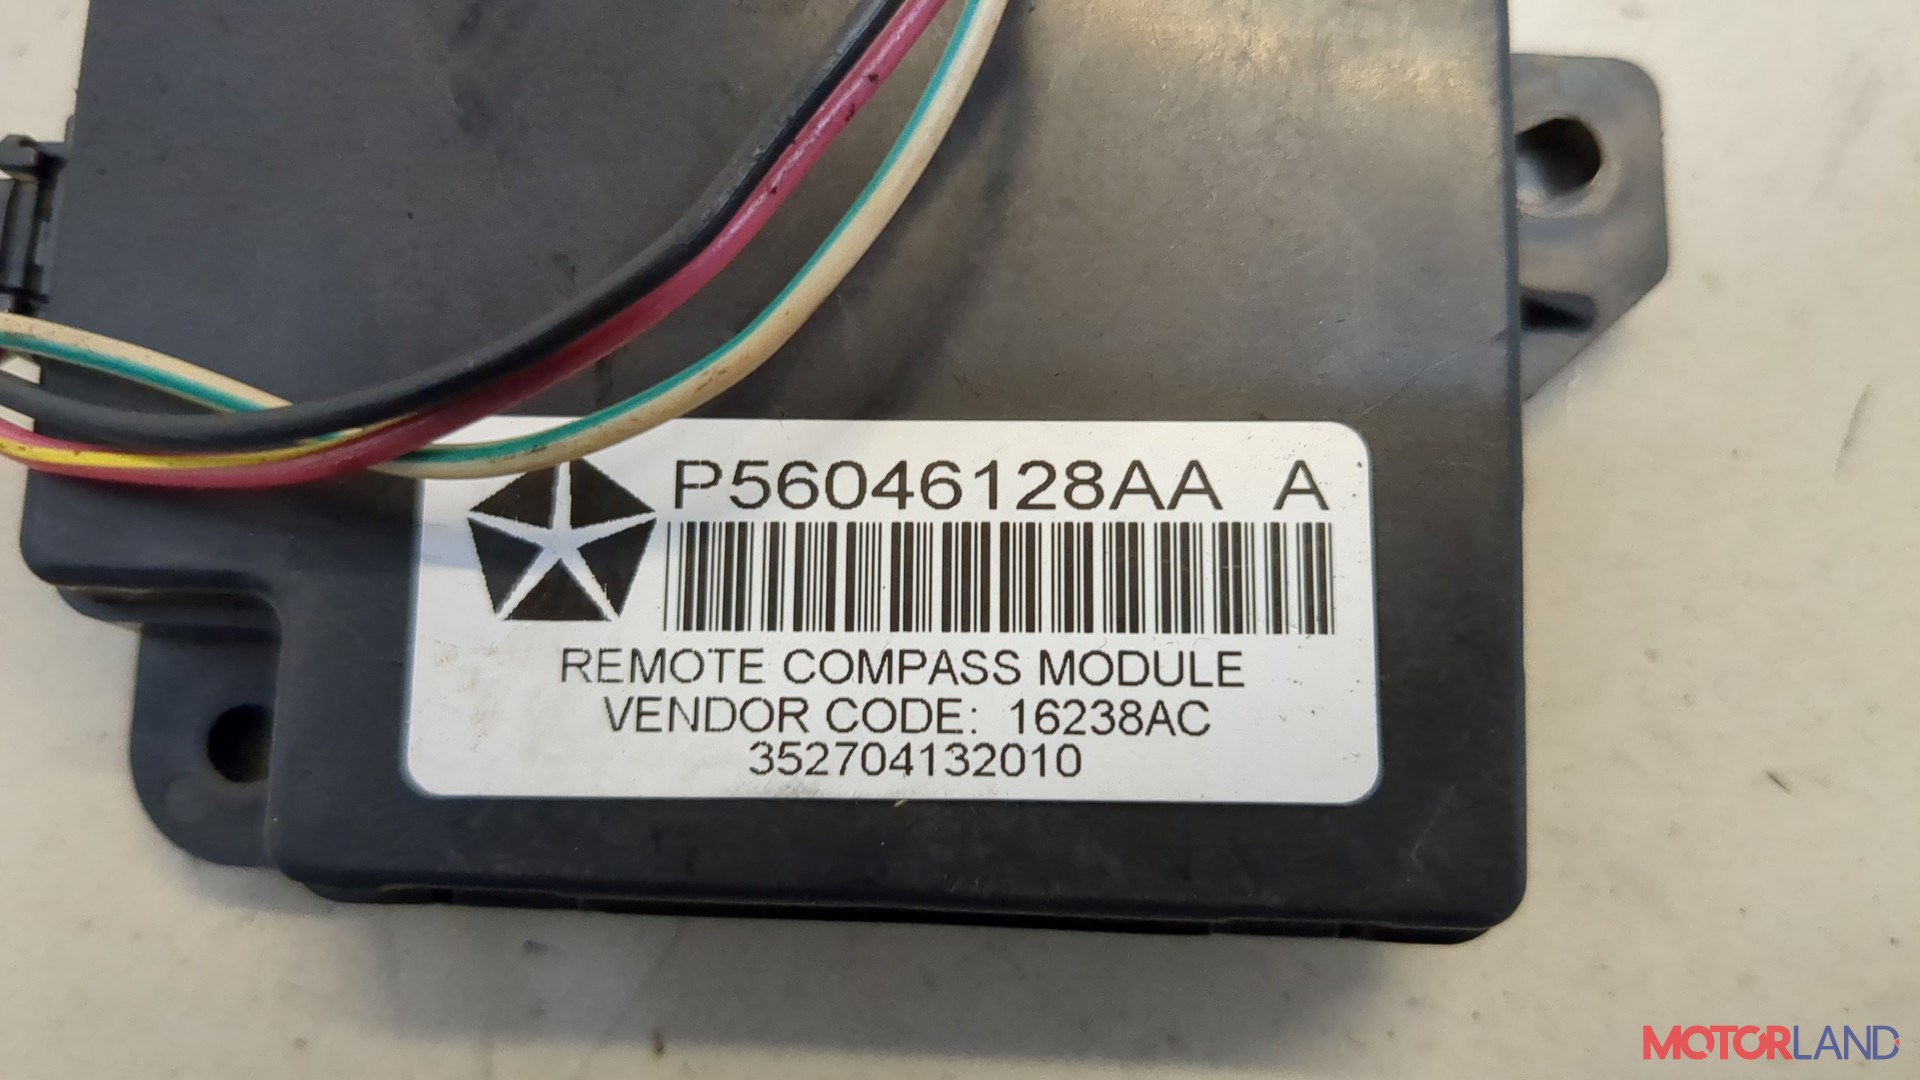 P56046128AA A
REMOTE COMPASS MODULE
VENDOR CODE: 16238AC
352704132010
MOTORLAND